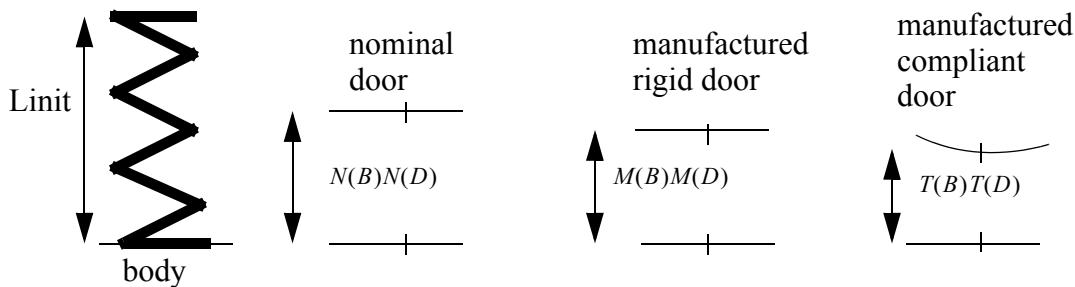 Linit
body
nominal
door
N(B)N(D)
manufactured
rigid door
M(B)M(D)
manufactured
compliant
door
T(B)T(D)